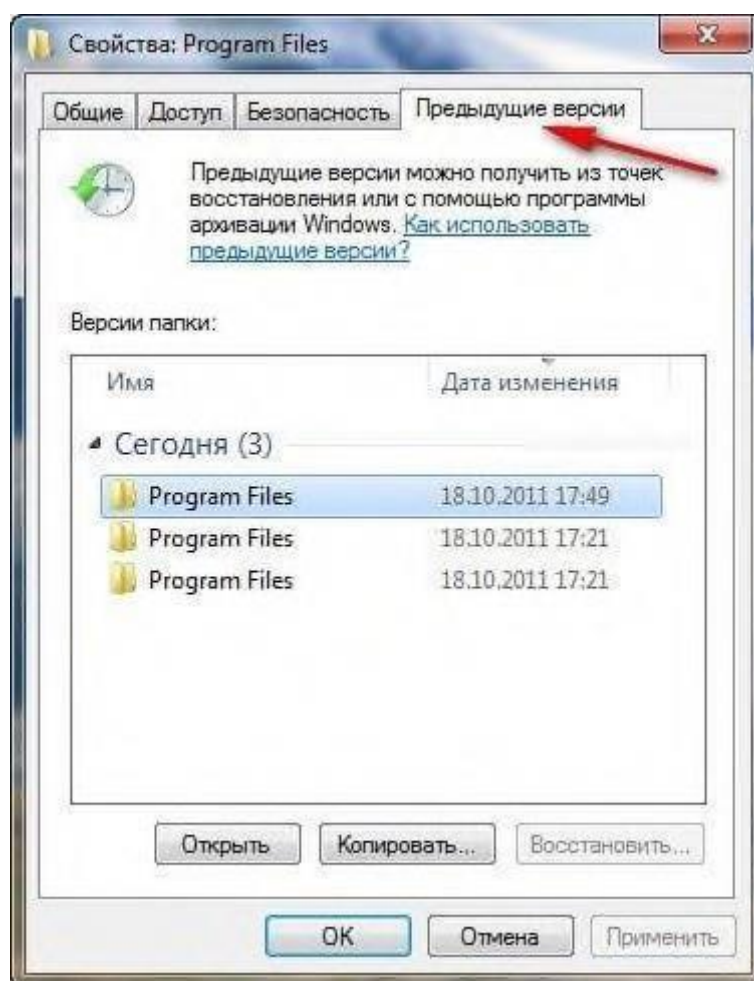 Свойства: Program Files
Общие Доступ Безопасность Предыдущие версии
Предыдущие версии можно получить из точек
восстановления или с помощью программы
архивации Windows. Как использовать
предыдущие версии?
Версии папки:
Имя Дата изменения
Сегодня (3)
Program Files 18.10.2011 17:49
Program Files 18.10.2011 17:21
Program Files 18.10.2011 17:21
Открыть Копировать... Восстановить...
ОК Отмена Применить